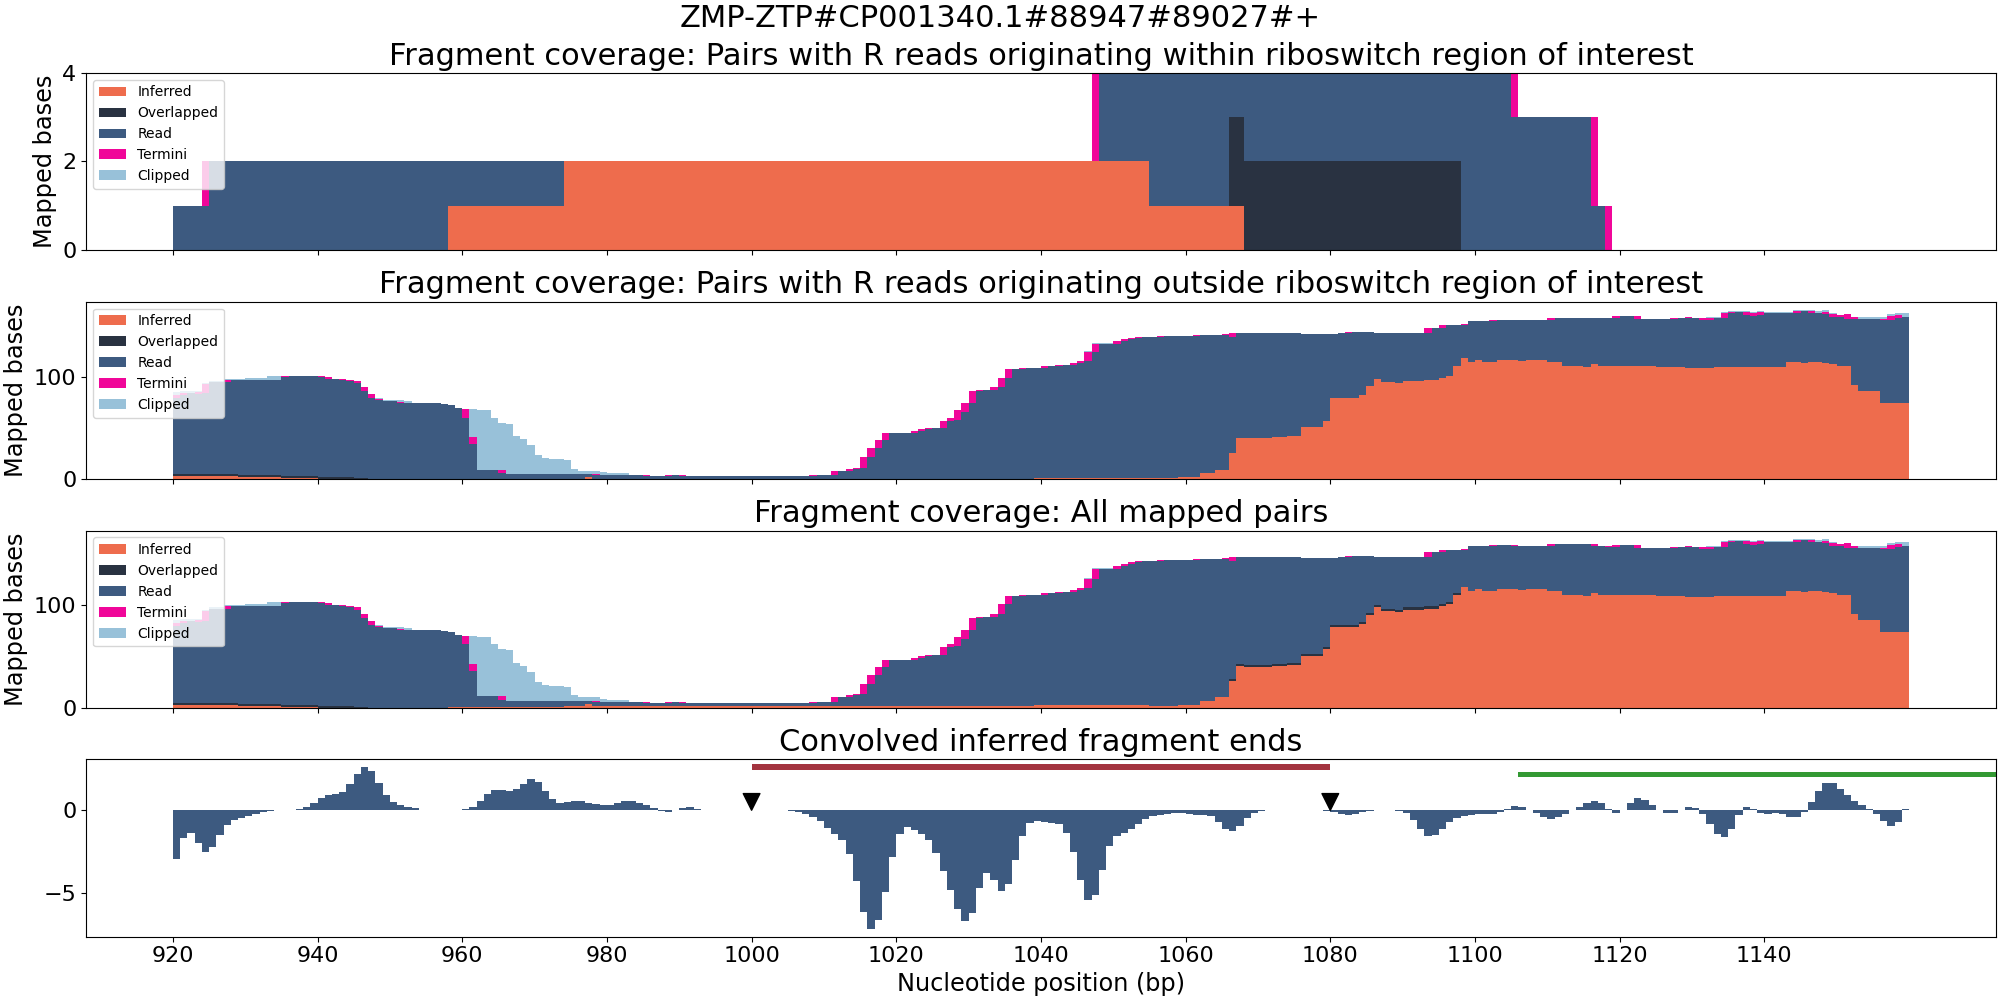 ZMP-ZTP#CP001340.1#88947#89027#+
Fragment coverage: Pairs with R reads originating within riboswitch region of interest
Mapped bases
4
2
0
Inferred
Overlapped
Read
Termini
Clipped
Fragment coverage: Pairs with R reads originating outside riboswitch region of interest
Mapped bases
100
0
Inferred
Overlapped
Read
Termini
Clipped
Fragment coverage: All mapped pairs
Mapped bases
100
0
Inferred
Overlapped
Read
Termini
Clipped
Convolved inferred fragment ends
0
−5
920 940 960 980 1000 1020 1040 1060 1080 1100 1120 1140
Nucleotide position (bp)